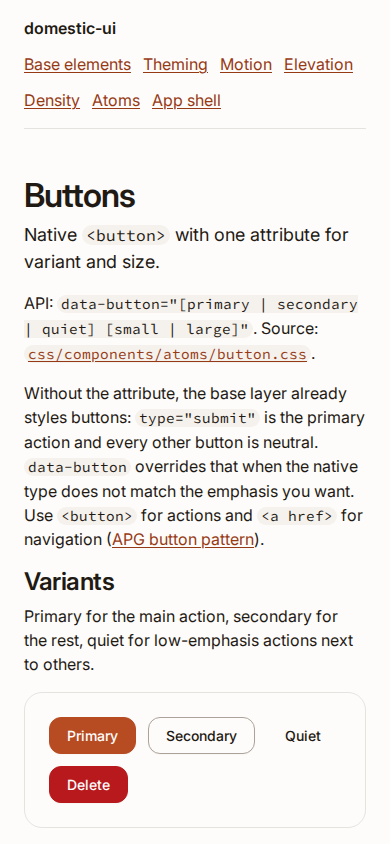 domestic-ui
Base elements Theming Motion Elevation
Density Atoms App shell
Buttons
Native <button> with one attribute for
variant and size.
API: data-button="[primary | secondary
| quiet] [small | large]". Source:
css/components/atoms/button.css.
Without the attribute, the base layer already
styles buttons: type="submit" is the primary
action and every other button is neutral.
data-button overrides that when the native
type does not match the emphasis you want.
Use <button> for actions and <a href> for
navigation (APG button pattern).
Variants
Primary for the main action, secondary for
the rest, quiet for low-emphasis actions next
to others.
Primary Secondary Quiet
Delete